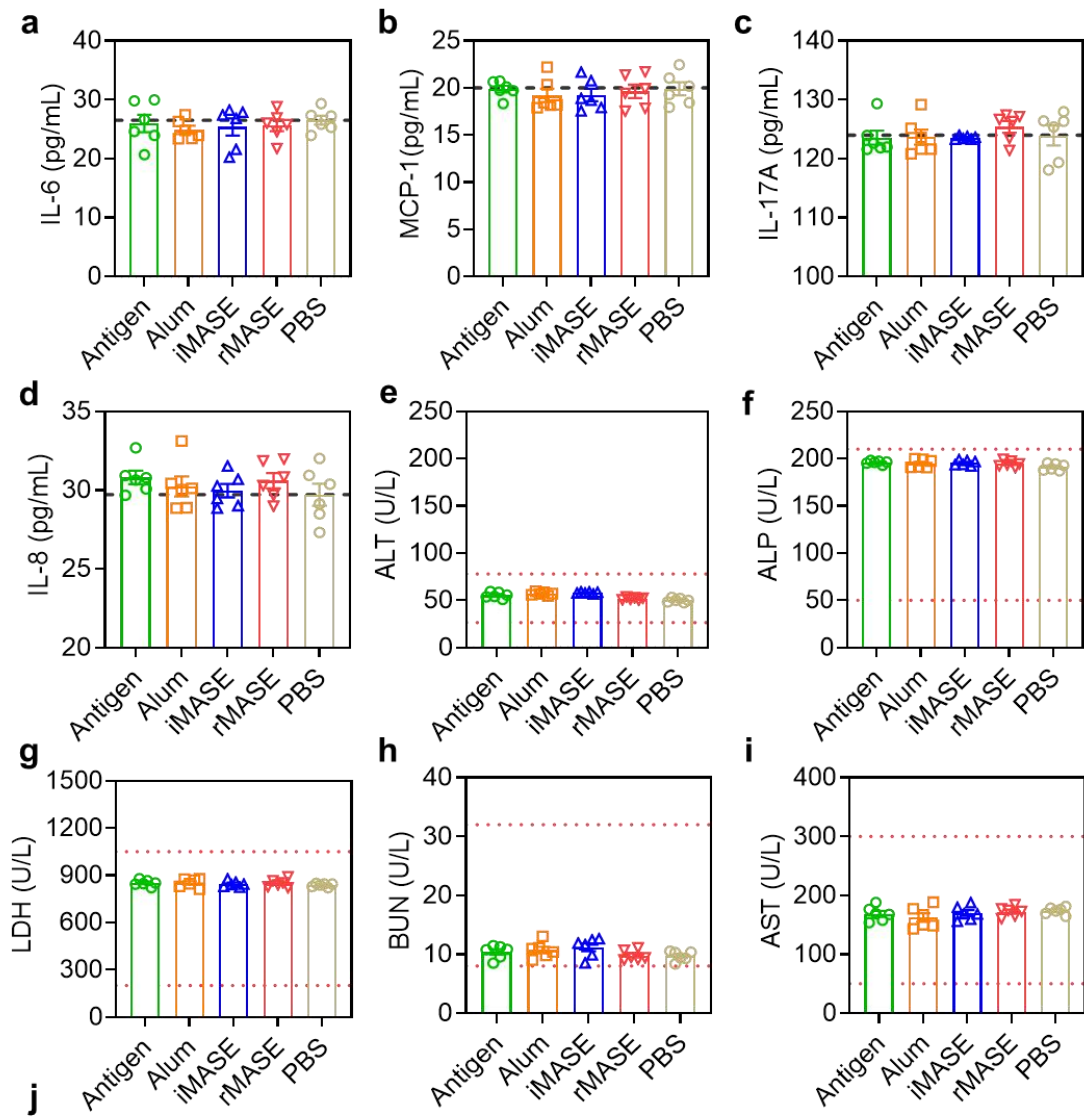 a
IL-6 (pg/mL)
40
30
20
10
0
Antigen
Alum
iMASE
rMASE
PBS
b
MCP-1(pg/mL)
25
20
15
10
5
0
Antigen
Alum
iMASE
rMASE
PBS
c
IL-17A (pg/mL)
140
130
120
110
100
Antigen
Alum
iMASE
rMASE
PBS
d
IL-8 (pg/mL)
35
30
25
20
Antigen
Alum
iMASE
rMASE
PBS
e
ALT (U/L)
250
200
150
100
50
0
Antigen
Alum
iMASE
rMASE
PBS
f
ALP (U/L)
250
200
150
100
50
0
Antigen
Alum
iMASE
rMASE
PBS
g
LDH (U/L)
1500
1200
900
600
300
0
Antigen
Alum
iMASE
rMASE
PBS
h
BUN (U/L)
40
30
20
10
0
Antigen
Alum
iMASE
rMASE
PBS
i
AST (U/L)
400
300
200
100
0
Antigen
Alum
iMASE
rMASE
PBS
j